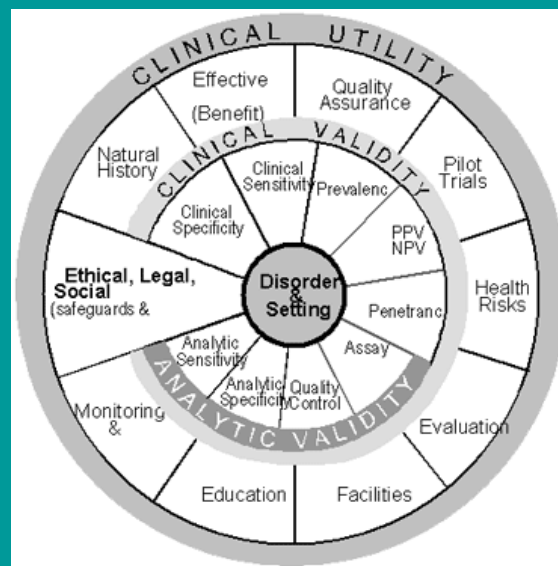 CLINICAL UTILITY
Effective
(Benefit)
Quality
Assurance
Natural
History
CLINICAL VALIDITY
Pilot
Trials
Clinical
Sensitivity
Prevalenc
Clinical
Specificity
PPV
NPV
Ethical, Legal,
Social
(safeguards &
Disorder
&
Setting
Health
Risks
Penetranc
Analytic
Sensitivity
Assay
Analytic
Specificity
Quality
Control
ANALYTIC VALIDITY
Monitoring
&
Evaluation
Education
Facilities